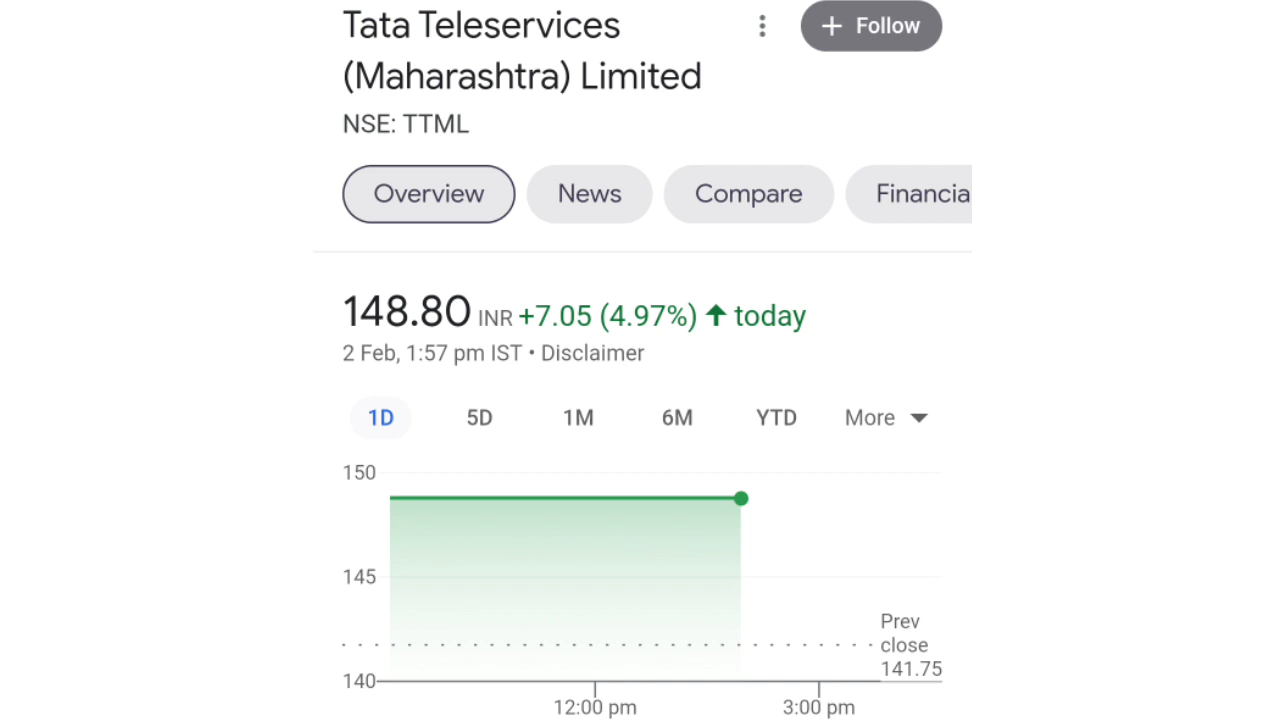 Tata Teleservices
(Maharashtra) Limited
+ Follow
NSE: TTML
Overview News Compare Financia
148.80 INR +7.05 (4.97%) ↑ today
2 Feb, 1:57 pm IST • Disclaimer
1D 5D 1M 6M YTD More
150
145
Prev
close
141.75
140
12:00 pm 3:00 pm